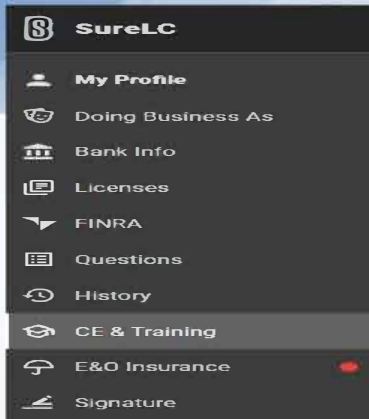 SureLC
My Profile
Doing Business As
Bank Info
Licenses
FINRA
Questions
History
CE & Training
E&O Insurance
Signature